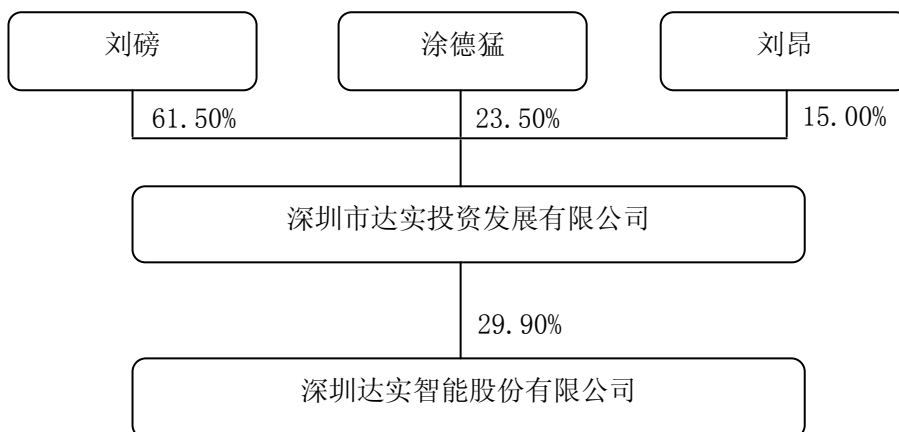 刘磅
涂德猛
刘昂
61.50%
23.50%
15.00%
深圳市达实投资发展有限公司
29.90%
深圳达实智能股份有限公司